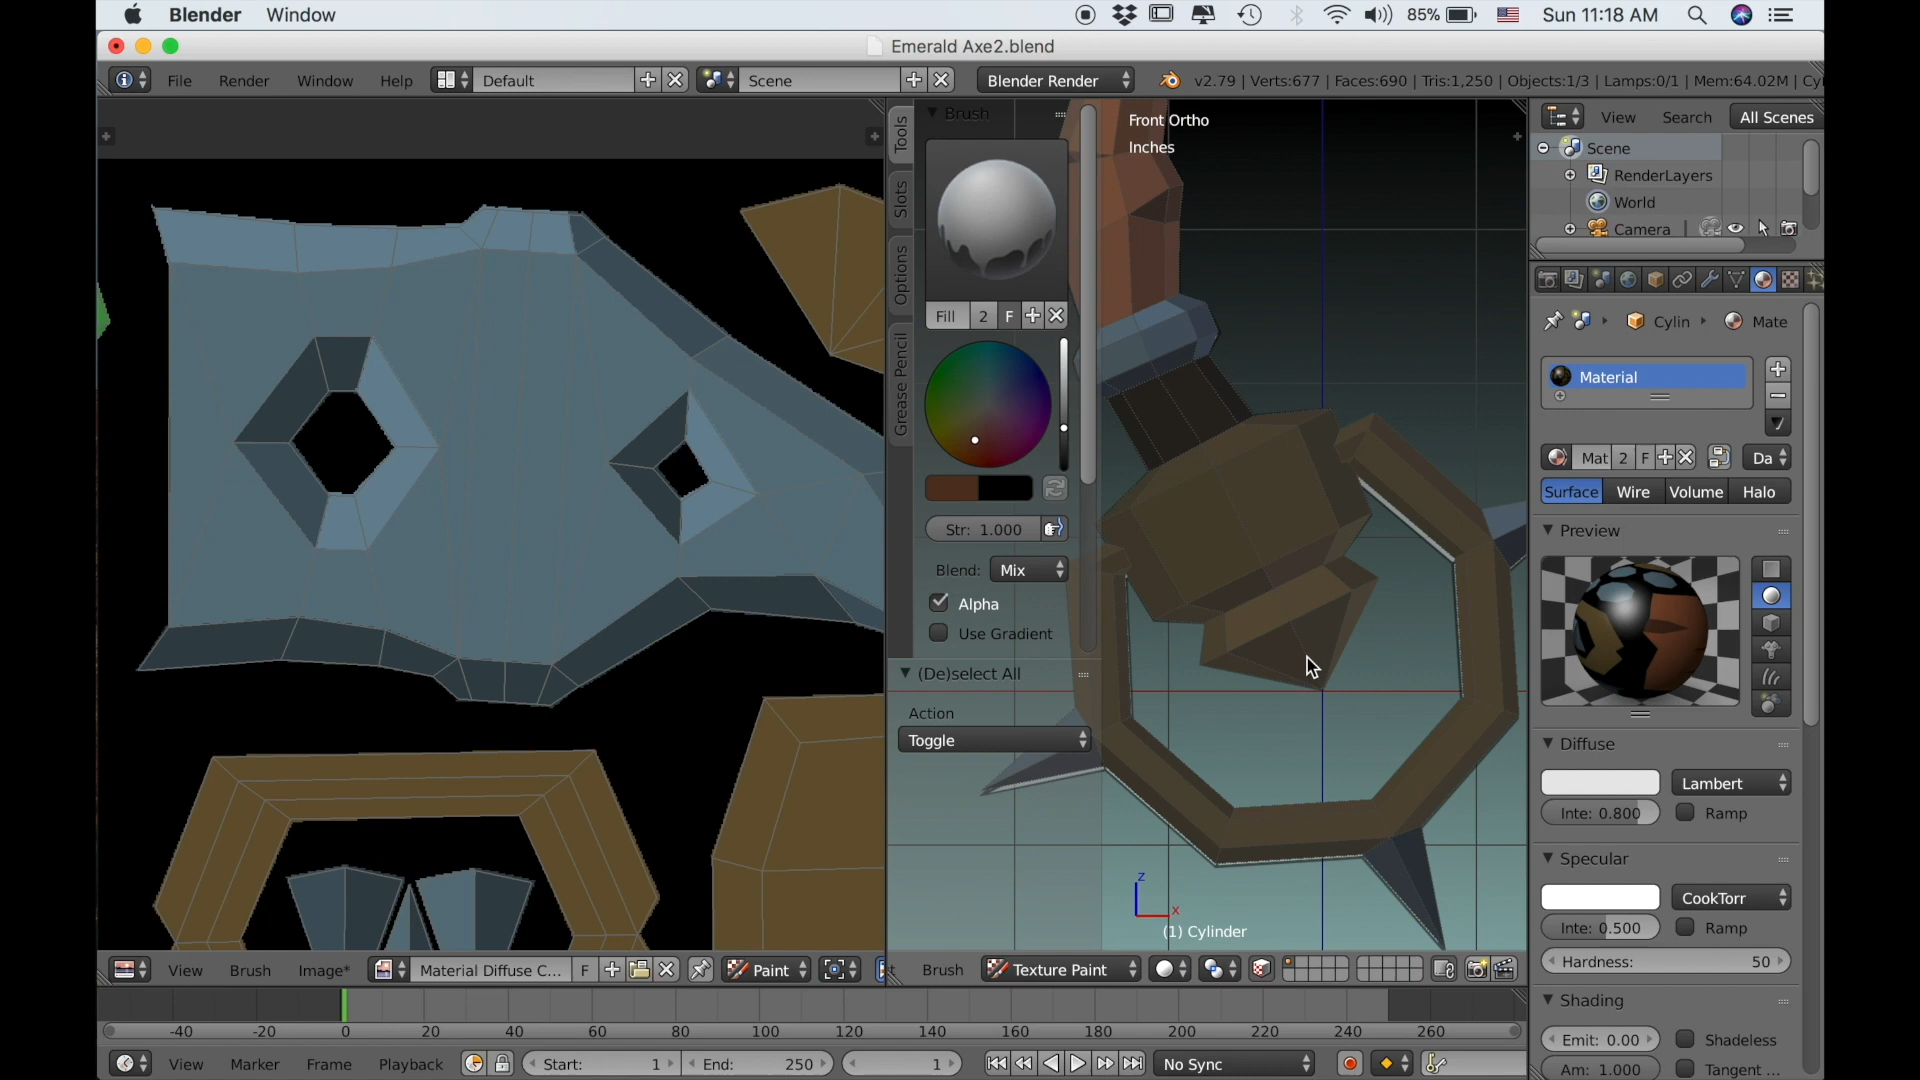 Blender Window
85% Sun 11:18 AM
Emerald Axe2.blend
File Render Window Help Default Scene Blender Render v2.79 | Verts:677 | Faces:690 | Tris:1,250 | Objects:1/3 | Lamps:0/1 | Mem:64.02M | Cyl
Tools
Slots
Options
Grease Pencil
Brush
Fill 2 F
Str: 1.000
Blend: Mix
Alpha
Use Gradient
(De)select All
Action
Toggle
Front Ortho
Inches
Z
X
(1) Cylinder
View Search All Scenes
Scene
RenderLayers
World
Camera
Cylin Mate
Material
Mat 2 F Da
Surface Wire Volume Halo
Preview
Diffuse
Lambert
Inte: 0.800 Ramp
Specular
CookTorr
Inte: 0.500 Ramp
Hardness: 50
Shading
Emit: 0.00 Shadeless
Am: 1.000 Tangent ...
View Brush Image* Material Diffuse C... F Paint
Brush Texture Paint
-40 -20 0 20 40 60 80 100 120 140 160 180 200 220 240 260
View Marker Frame Playback Start: 1 End: 250 1 No Sync